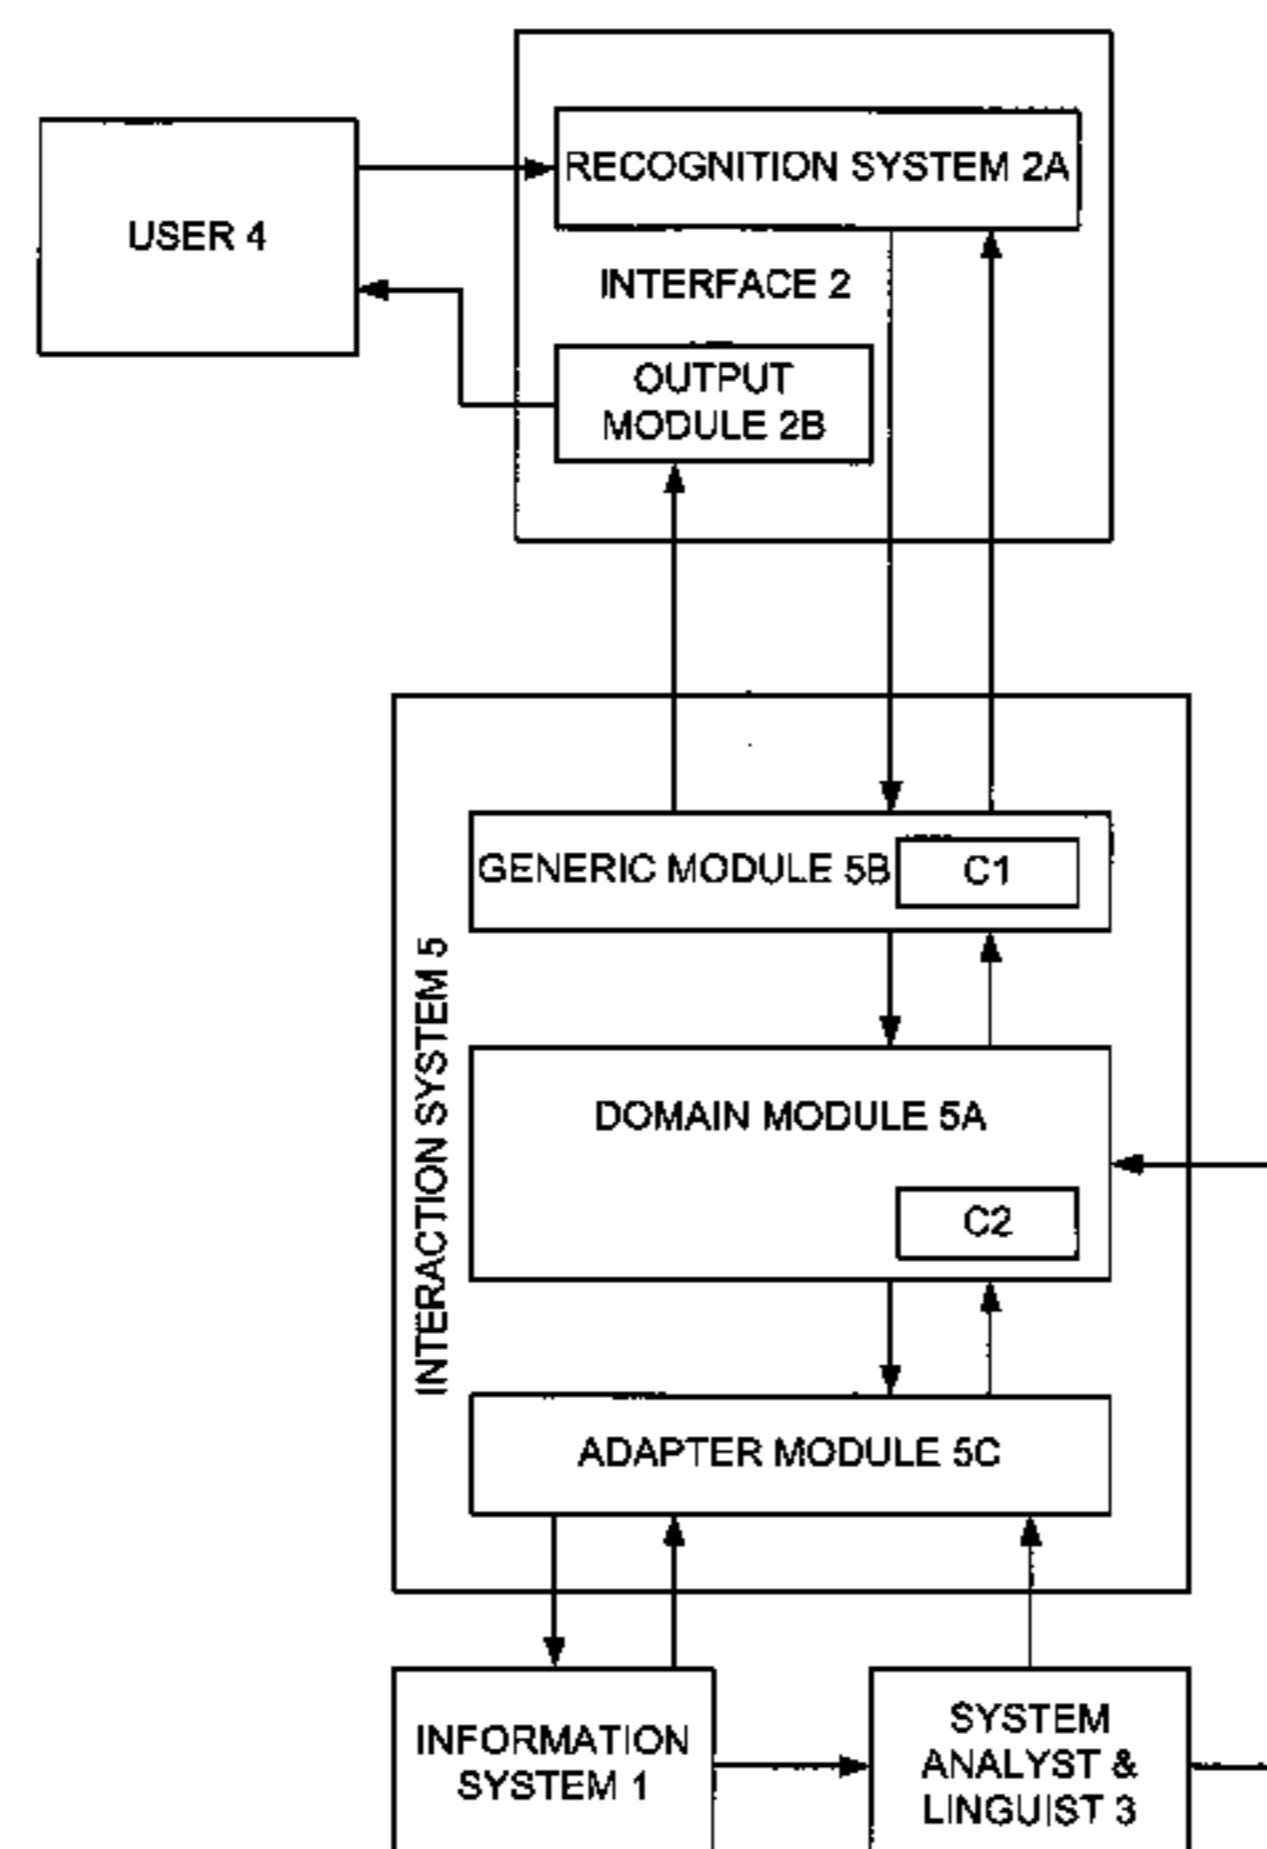 RECOGNITION SYSTEM 2A
USER 4
INTERFACE 2
OUTPUT
MODULE 2B
GENERIC MODULE 5B
C1
INTERACTION SYSTEM 5
DOMAIN MODULE 5A
C2
ADAPTER MODULE 5C
INFORMATION
SYSTEM 1
SYSTEM
ANALYST &
LINGUIST 3